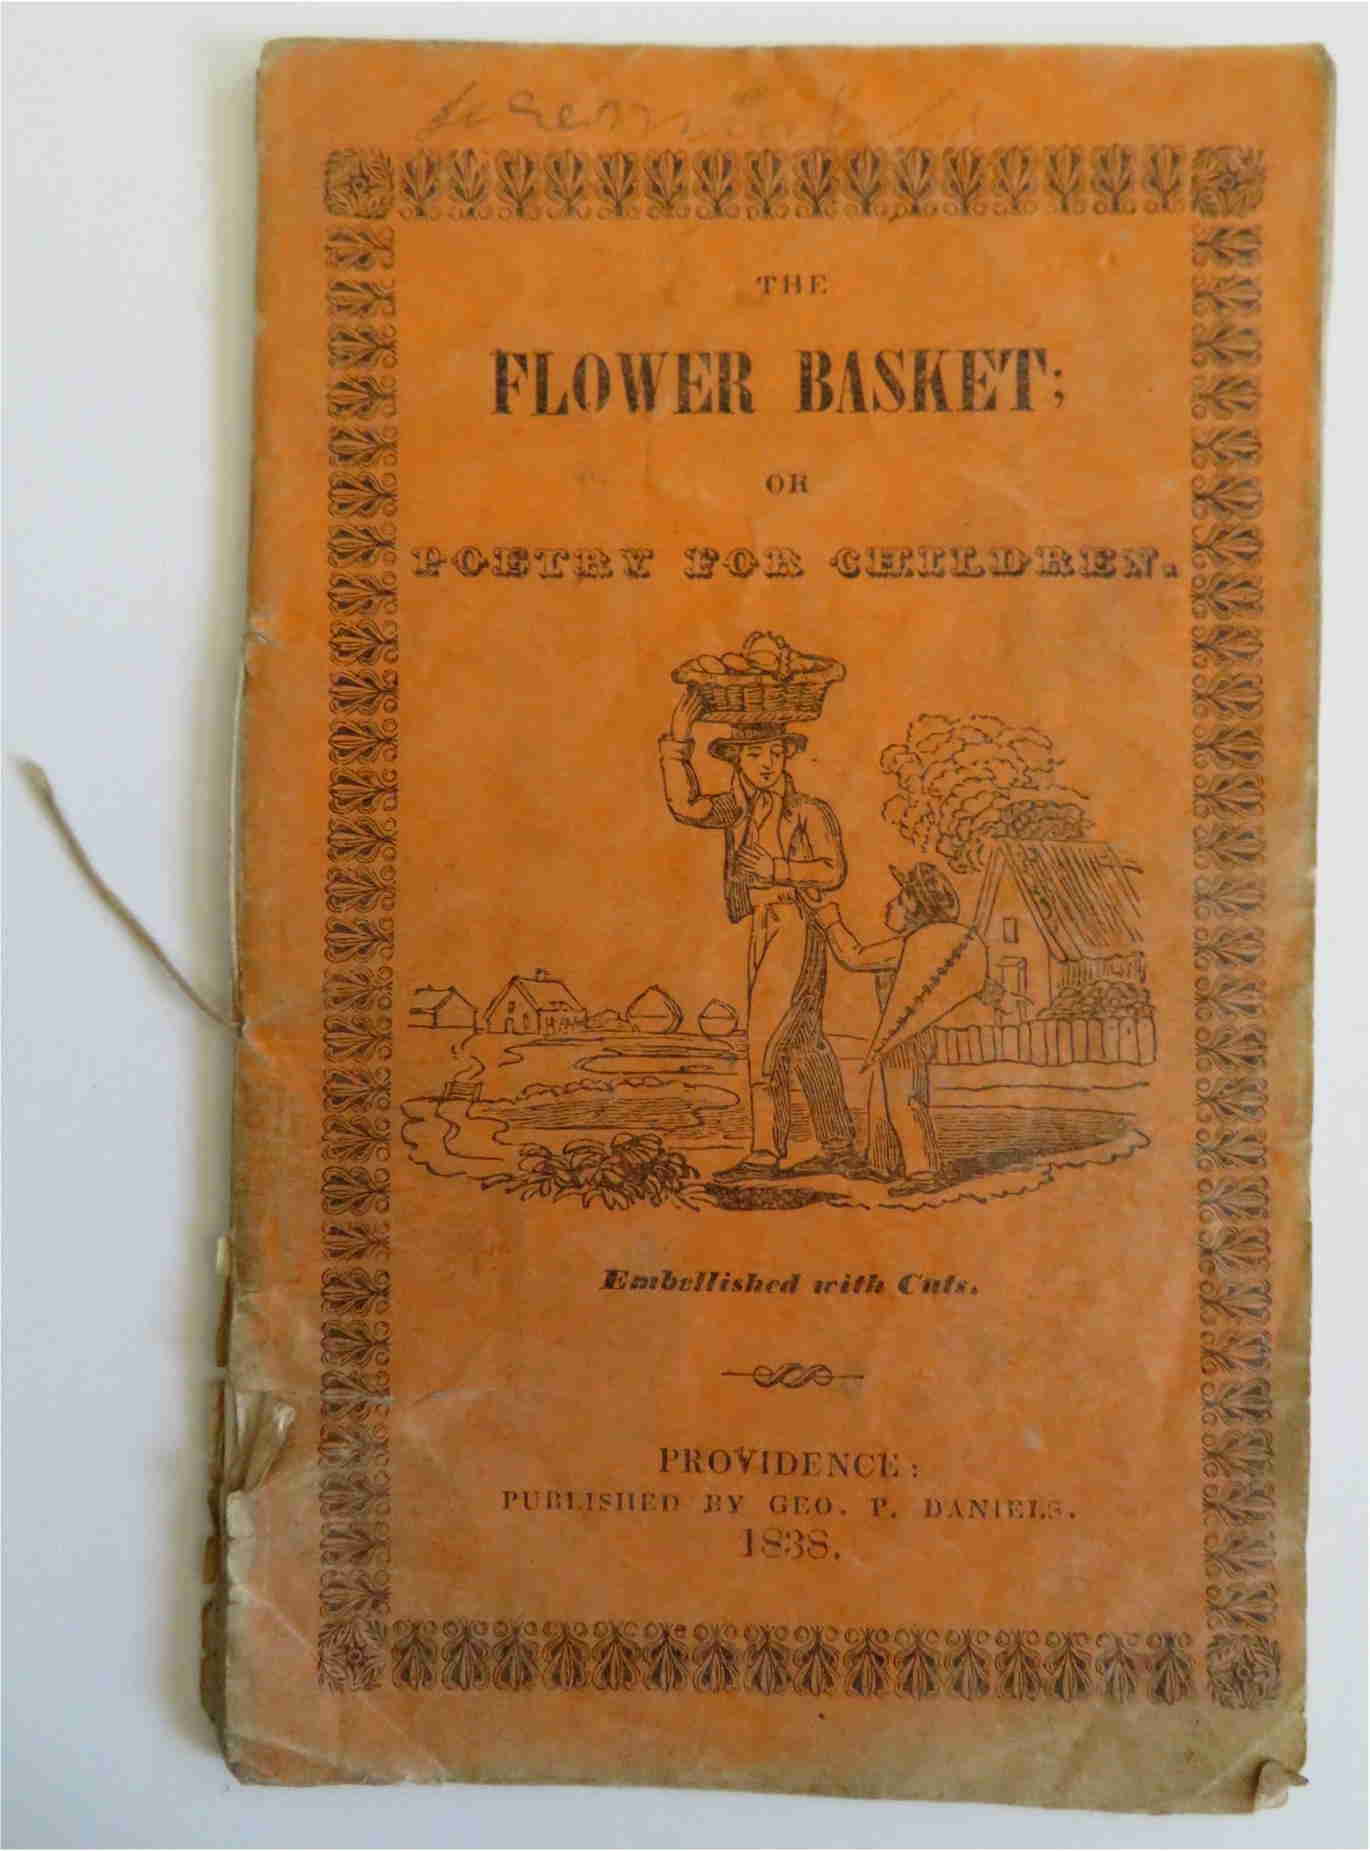 THE
FLOWER BASKET;
OR
POETRY FOR CHILDREN.
Embellished with Cuts.
PROVIDENCE:
PUBLISHED BY GEO. P. DANIELS.
1838.